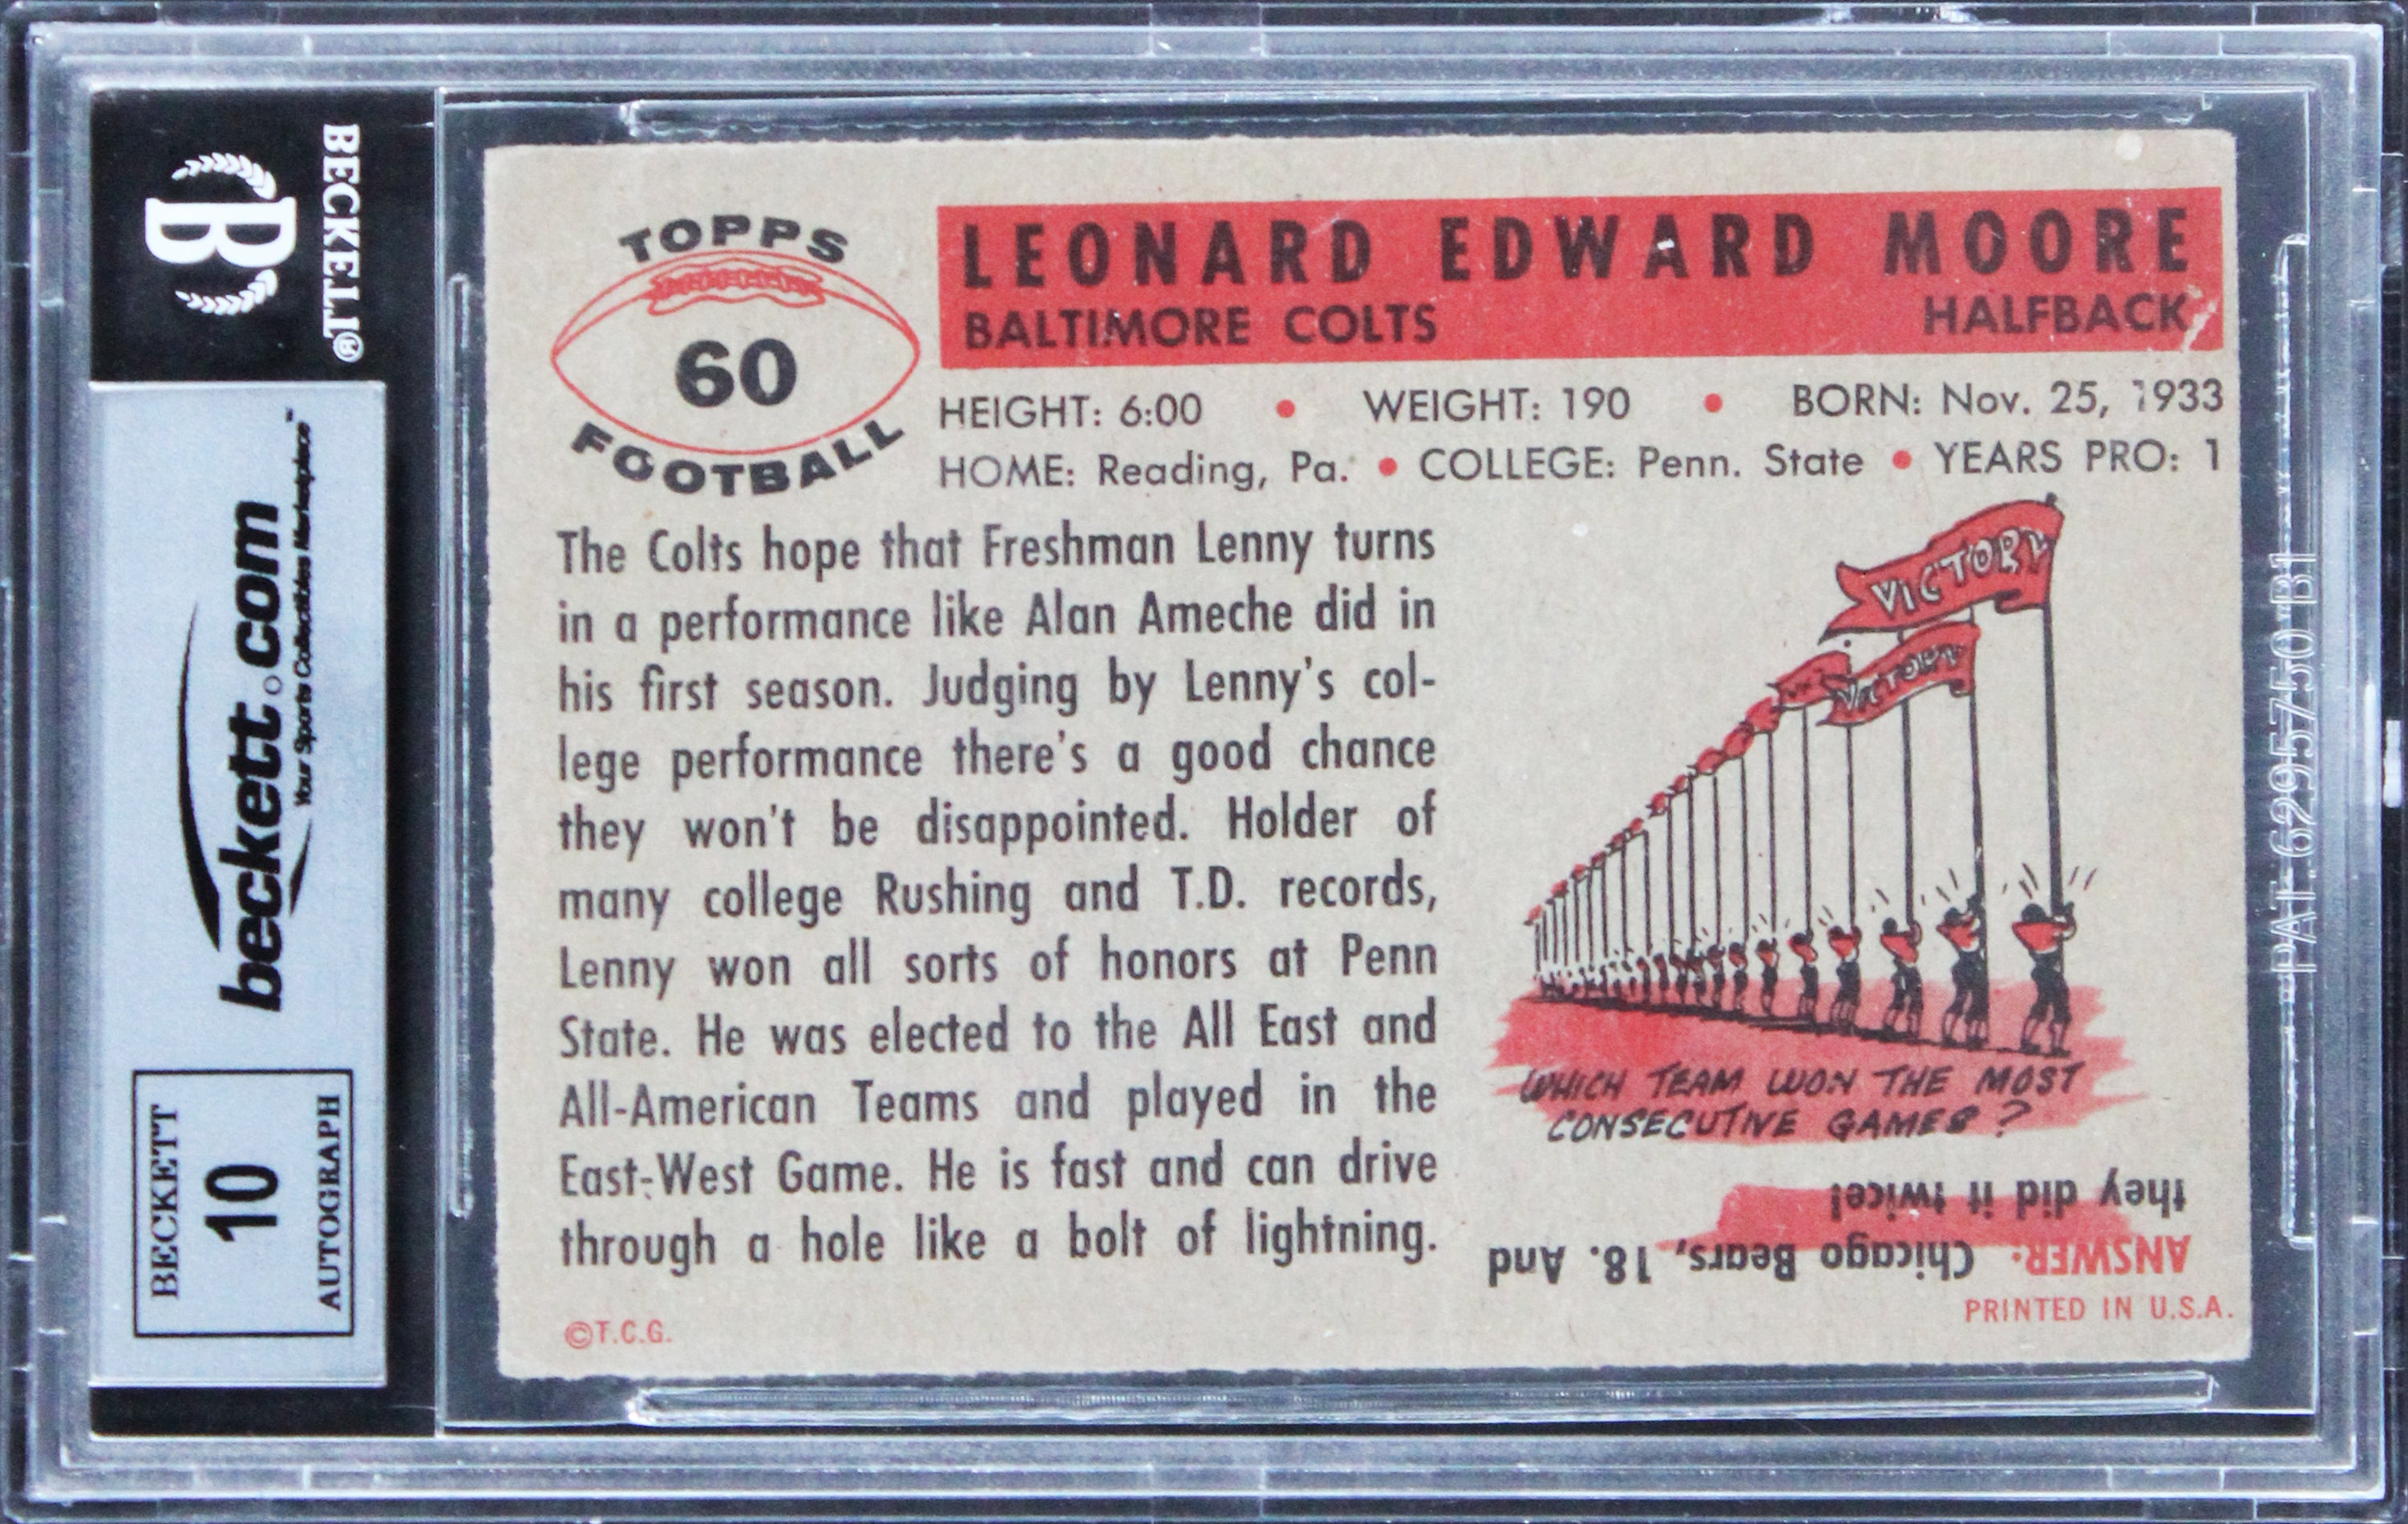 BECKETT®
B
beckett.com™
Your Sports Collectibles Marketplace
BECKETT
10
AUTOGRAPH
TOPPS
60
FOOTBALL
LEONARD EDWARD MOORE
BALTIMORE COLTS HALFBACK
HEIGHT: 6:00 • WEIGHT: 190 • BORN: Nov. 25, 1933
HOME: Reading, Pa. • COLLEGE: Penn. State • YEARS PRO: 1
The Colts hope that Freshman Lenny turns
in a performance like Alan Ameche did in
his first season. Judging by Lenny's col-
lege performance there's a good chance
they won't be disappointed. Holder of
many college Rushing and T.D. records,
Lenny won all sorts of honors at Penn
State. He was elected to the All East and
All-American Teams and played in the
East-West Game. He is fast and can drive
through a hole like a bolt of lightning.
©T.C.G.
VICTORY
VICTORY
WHICH TEAM WON THE MOST
CONSECUTIVE GAMES?
ANSWER: Chicago Bears, 18. And
they did it twice!
PRINTED IN U.S.A.
PAT. 6295750 B1